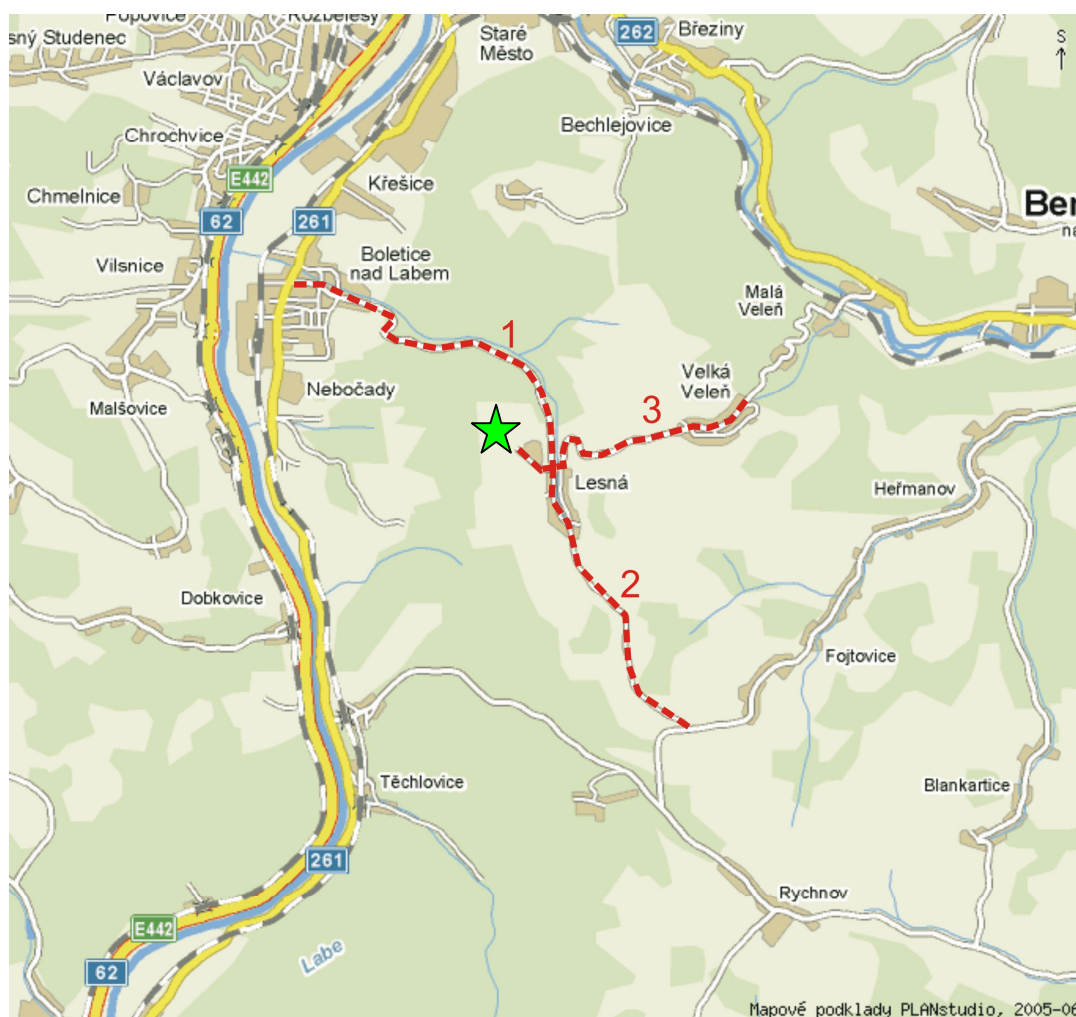 Popovice
Rozbělesy
sný Studenec
Staré
Město
262
Březiny
S
Václavov
Chrochvice
Bechlejovice
E442
Křešice
Chmelnice
62
261
Ber
na
Vilsnice
Boletice
nad Labem
Malá
Veleň
1
Velká
Veleň
Nebočady
Malšovice
3
Lesná
Heřmanov
Dobkovice
2
Fojtovice
Těchlovice
Blankartice
261
Rychnov
E442
Labe
62
Mapové podklady PLANstudio, 2005-06